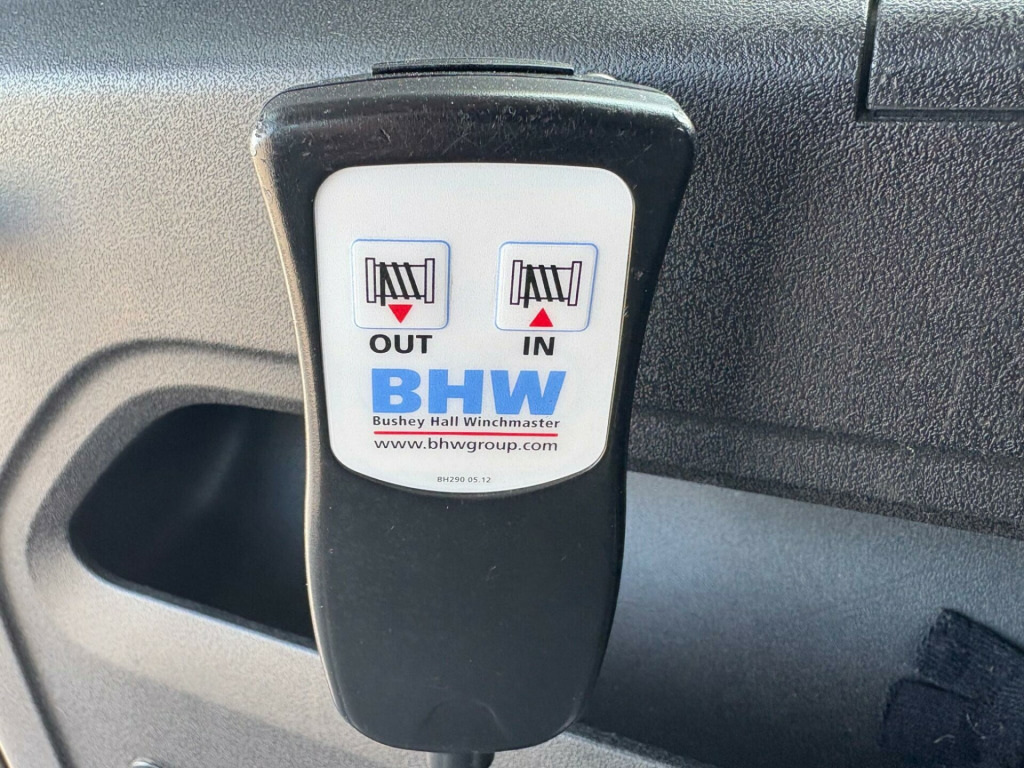 OUT IN
BHW
Bushey Hall Winchmaster
www.bhwgroup.com
BH290 05.12